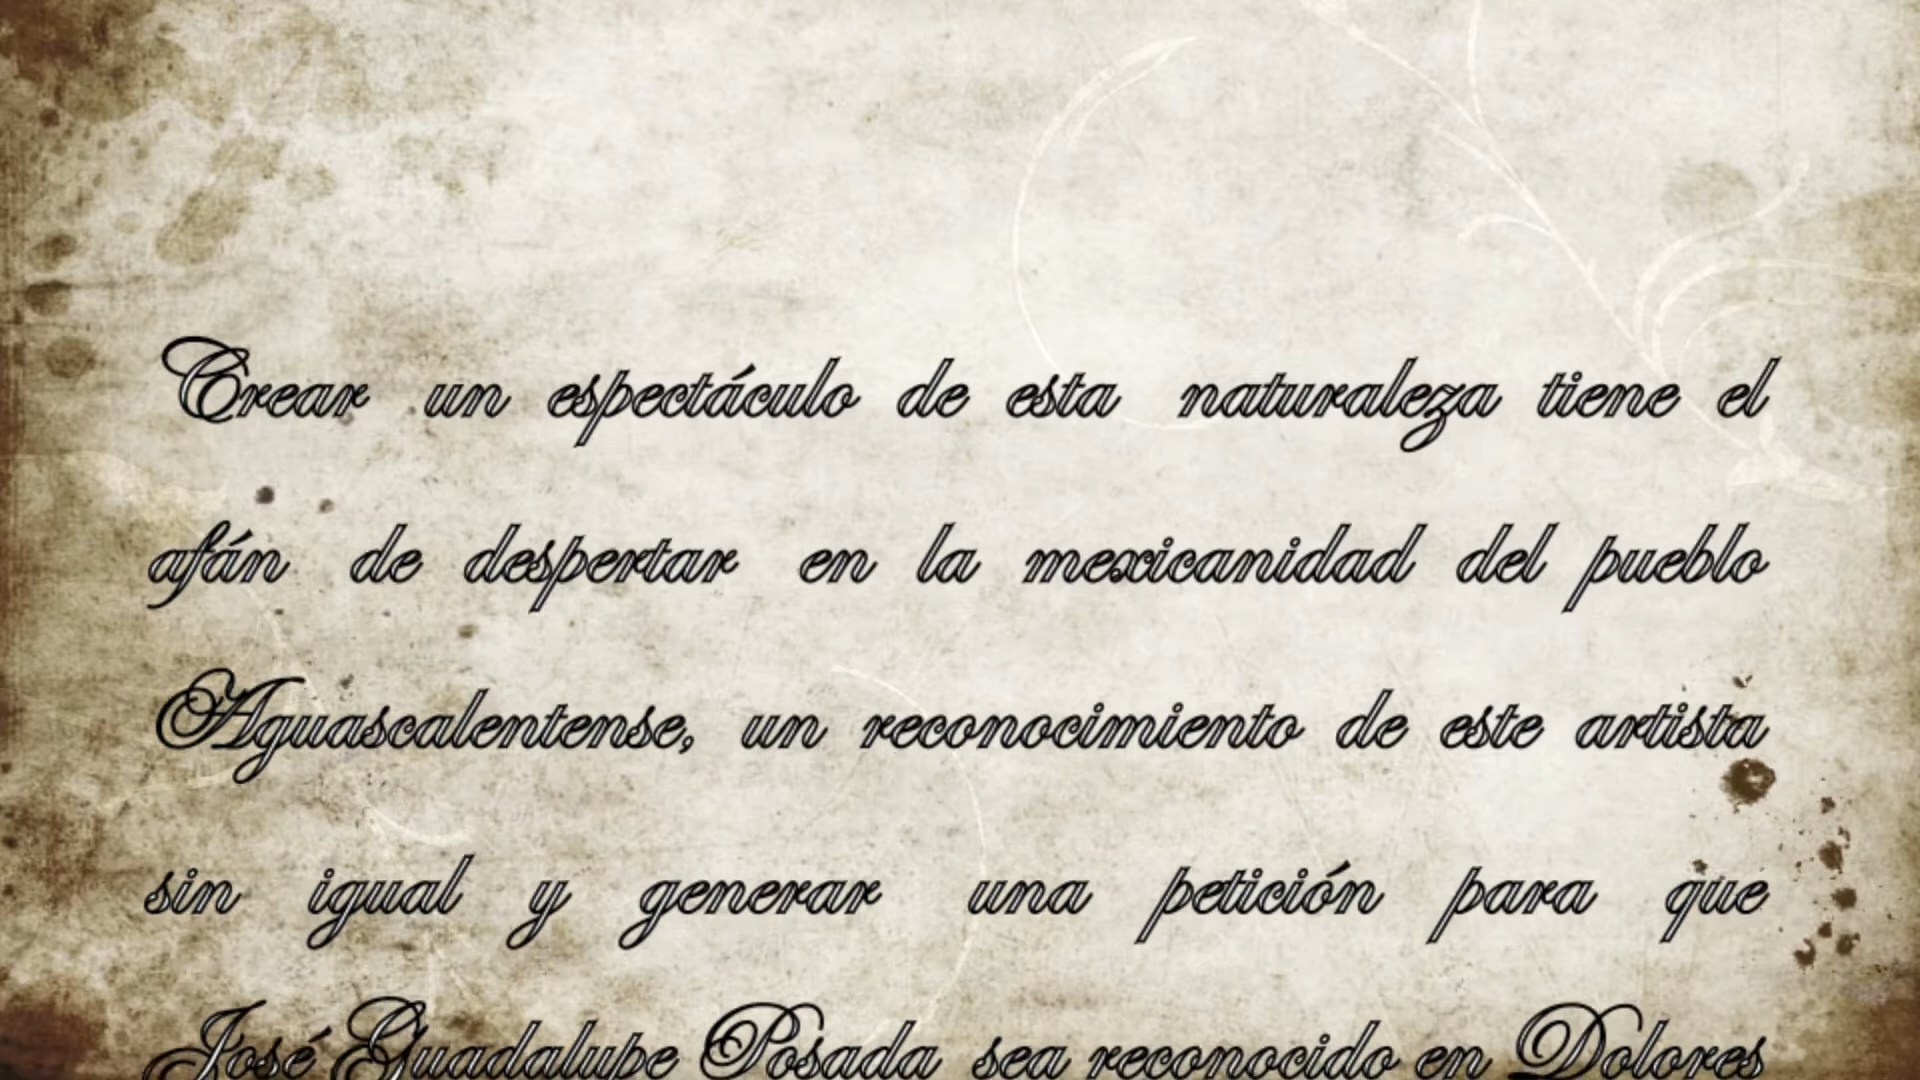 Crear un espectáculo de esta naturaleza tiene el
afán de despertar en la mexicanidad del pueblo
Aguascalentense, un reconocimiento de este artista
sin igual y generar una petición para que
José Guadalupe Posada sea reconocido en Dolores